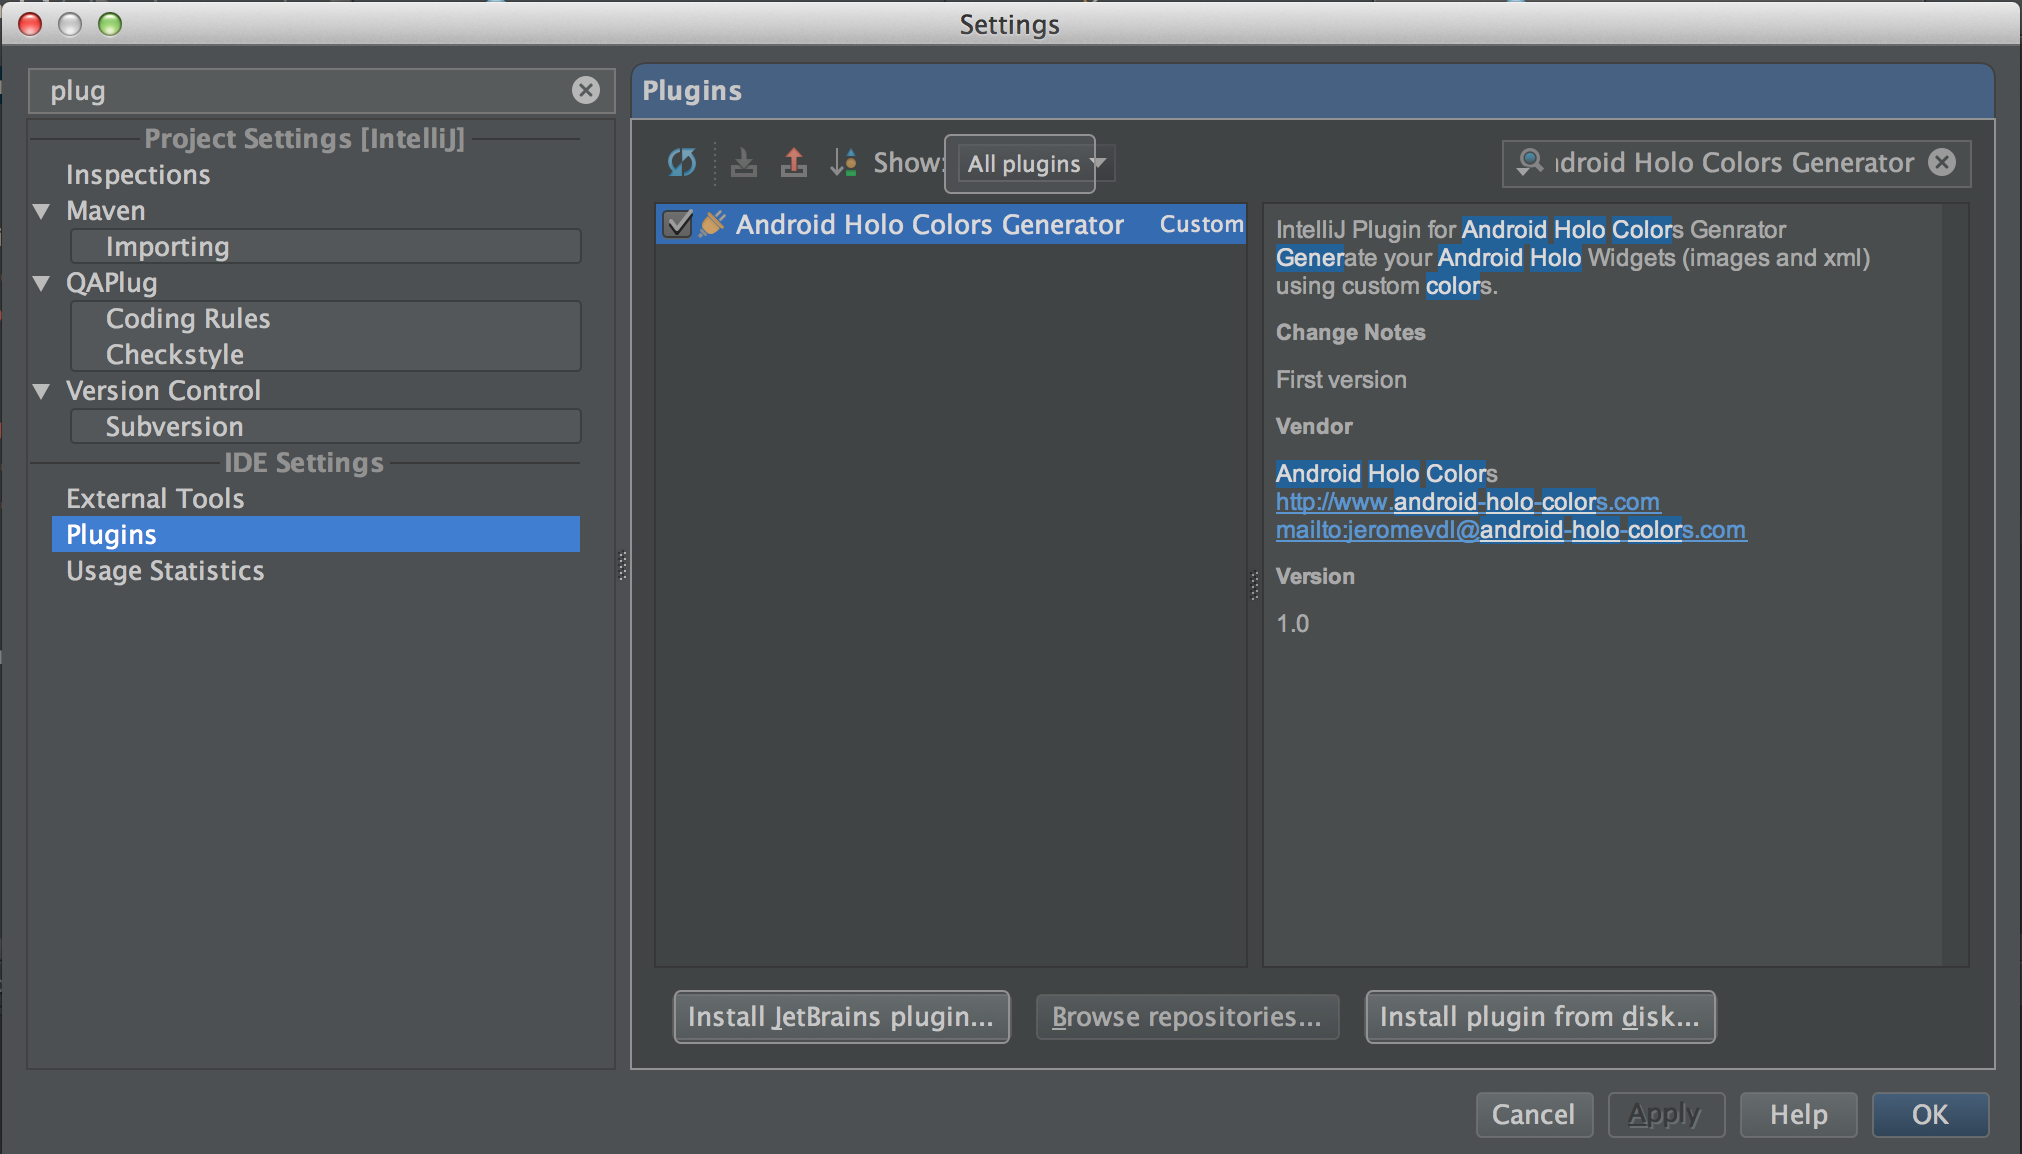 Settings
plug
Project Settings [IntelliJ]
Inspections
Maven
Importing
QAPlug
Coding Rules
Checkstyle
Version Control
Subversion
IDE Settings
External Tools
Plugins
Usage Statistics
Plugins
Show: All plugins
droid Holo Colors Generator
Android Holo Colors Generator Custom
IntelliJ Plugin for Android Holo Colors Genrator
Generate your Android Holo Widgets (images and xml)
using custom colors.
Change Notes
First version
Vendor
Android Holo Colors
http://www.android-holo-colors.com
mailto:jeromevdl@android-holo-colors.com
Version
1.0
Install JetBrains plugin...
Browse repositories...
Install plugin from disk...
Cancel
Apply
Help
OK